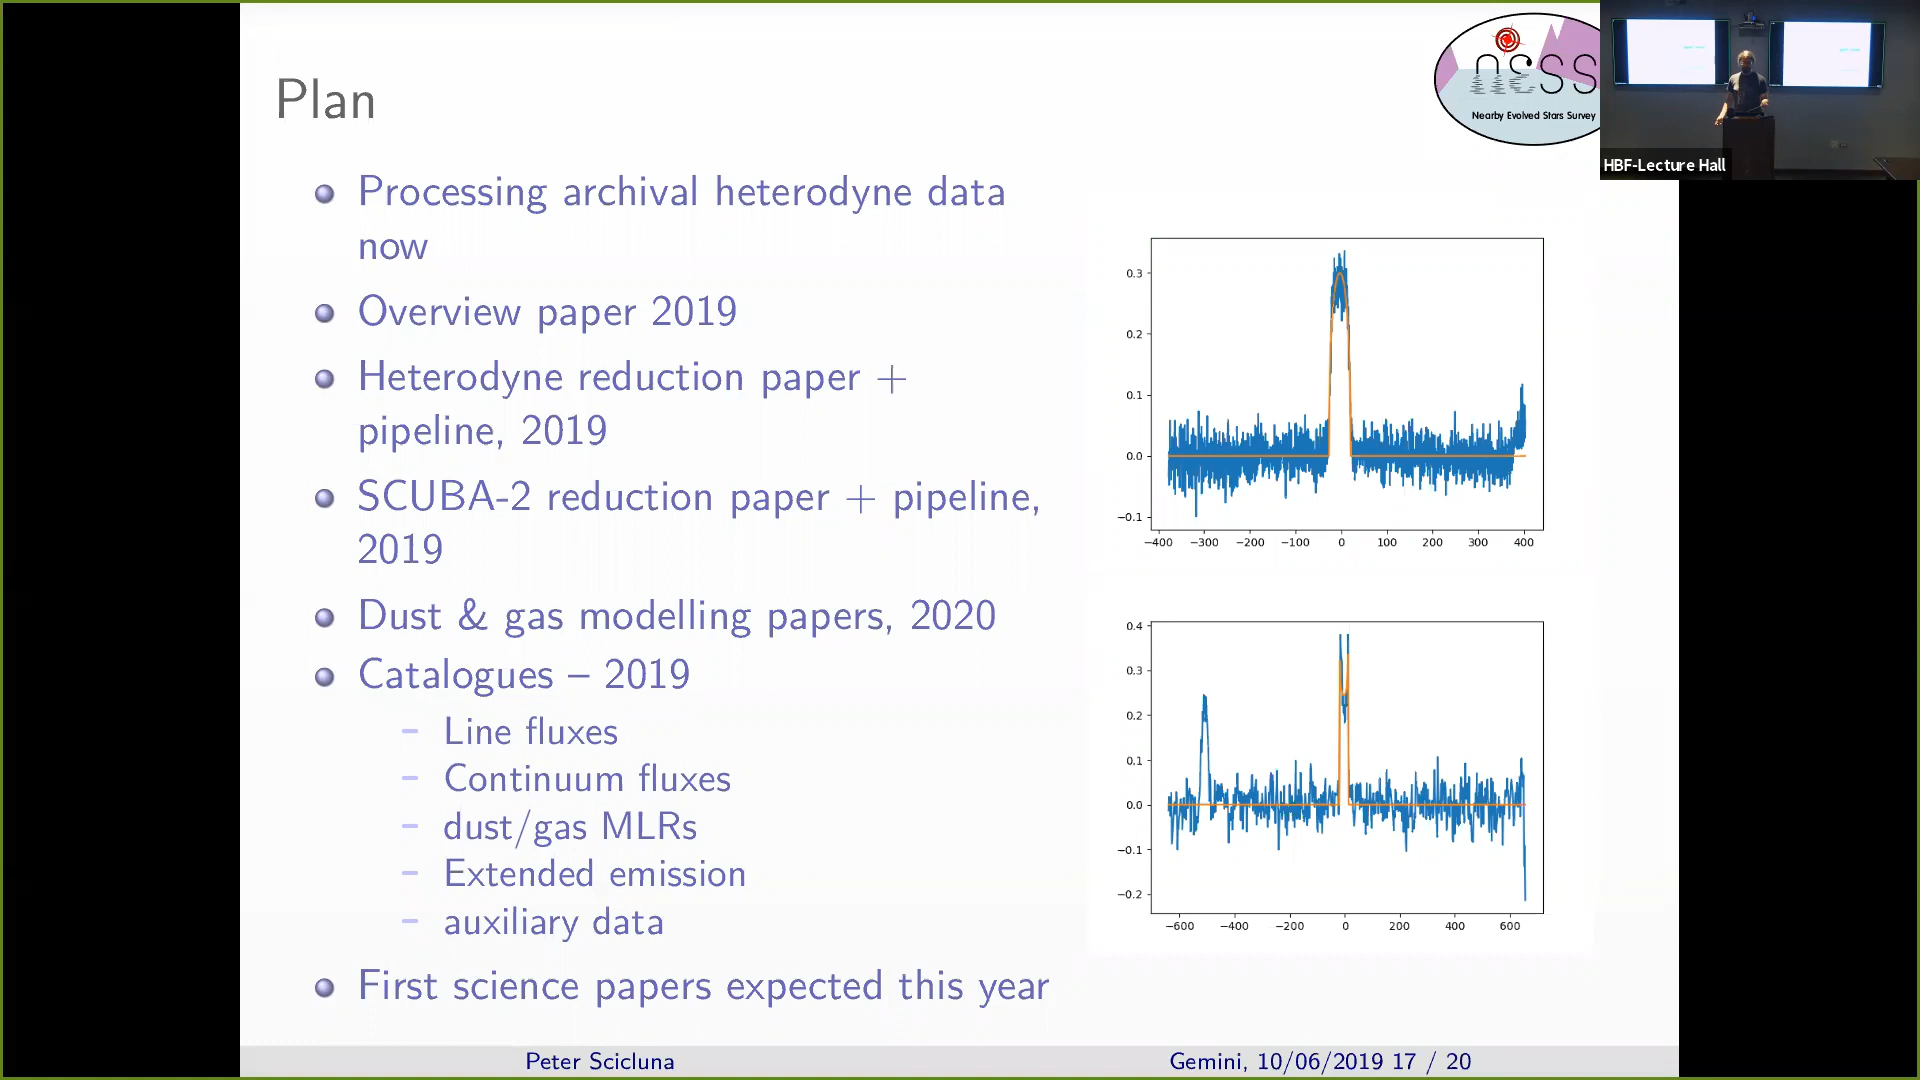 Plan
ness
Nearby Evolved Stars Survey
HBF-Lecture Hall
Processing archival heterodyne data
now
Overview paper 2019
Heterodyne reduction paper +
pipeline, 2019
SCUBA-2 reduction paper + pipeline,
2019
Dust & gas modelling papers, 2020
Catalogues – 2019
– Line fluxes
– Continuum fluxes
– dust/gas MLRs
– Extended emission
– auxiliary data
First science papers expected this year
0.3
0.2
0.1
0.0
−0.1
−400 −300 −200 −100 0 100 200 300 400
0.4
0.3
0.2
0.1
0.0
−0.1
−0.2
−600 −400 −200 0 200 400 600
Peter Scicluna
Gemini, 10/06/2019 17 / 20